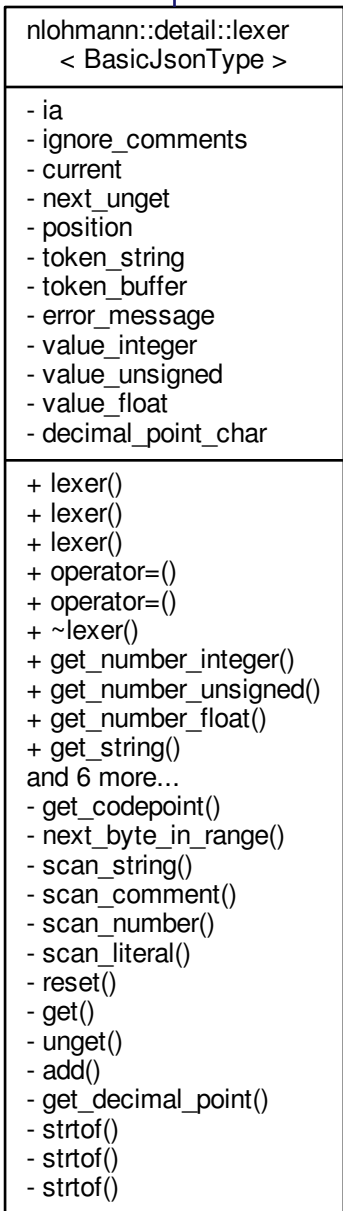 nlohmann::detail::lexer
< BasicJsonType >
- ia
- ignore_comments
- current
- next_unget
- position
- token_string
- token_buffer
- error_message
- value_integer
- value_unsigned
- value_float
- decimal_point_char
+ lexer()
+ lexer()
+ lexer()
+ operator=()
+ operator=()
+ ~lexer()
+ get_number_integer()
+ get_number_unsigned()
+ get_number_float()
+ get_string()
and 6 more...
- get_codepoint()
- next_byte_in_range()
- scan_string()
- scan_comment()
- scan_number()
- scan_literal()
- reset()
- get()
- unget()
- add()
- get_decimal_point()
- strtof()
- strtof()
- strtof()